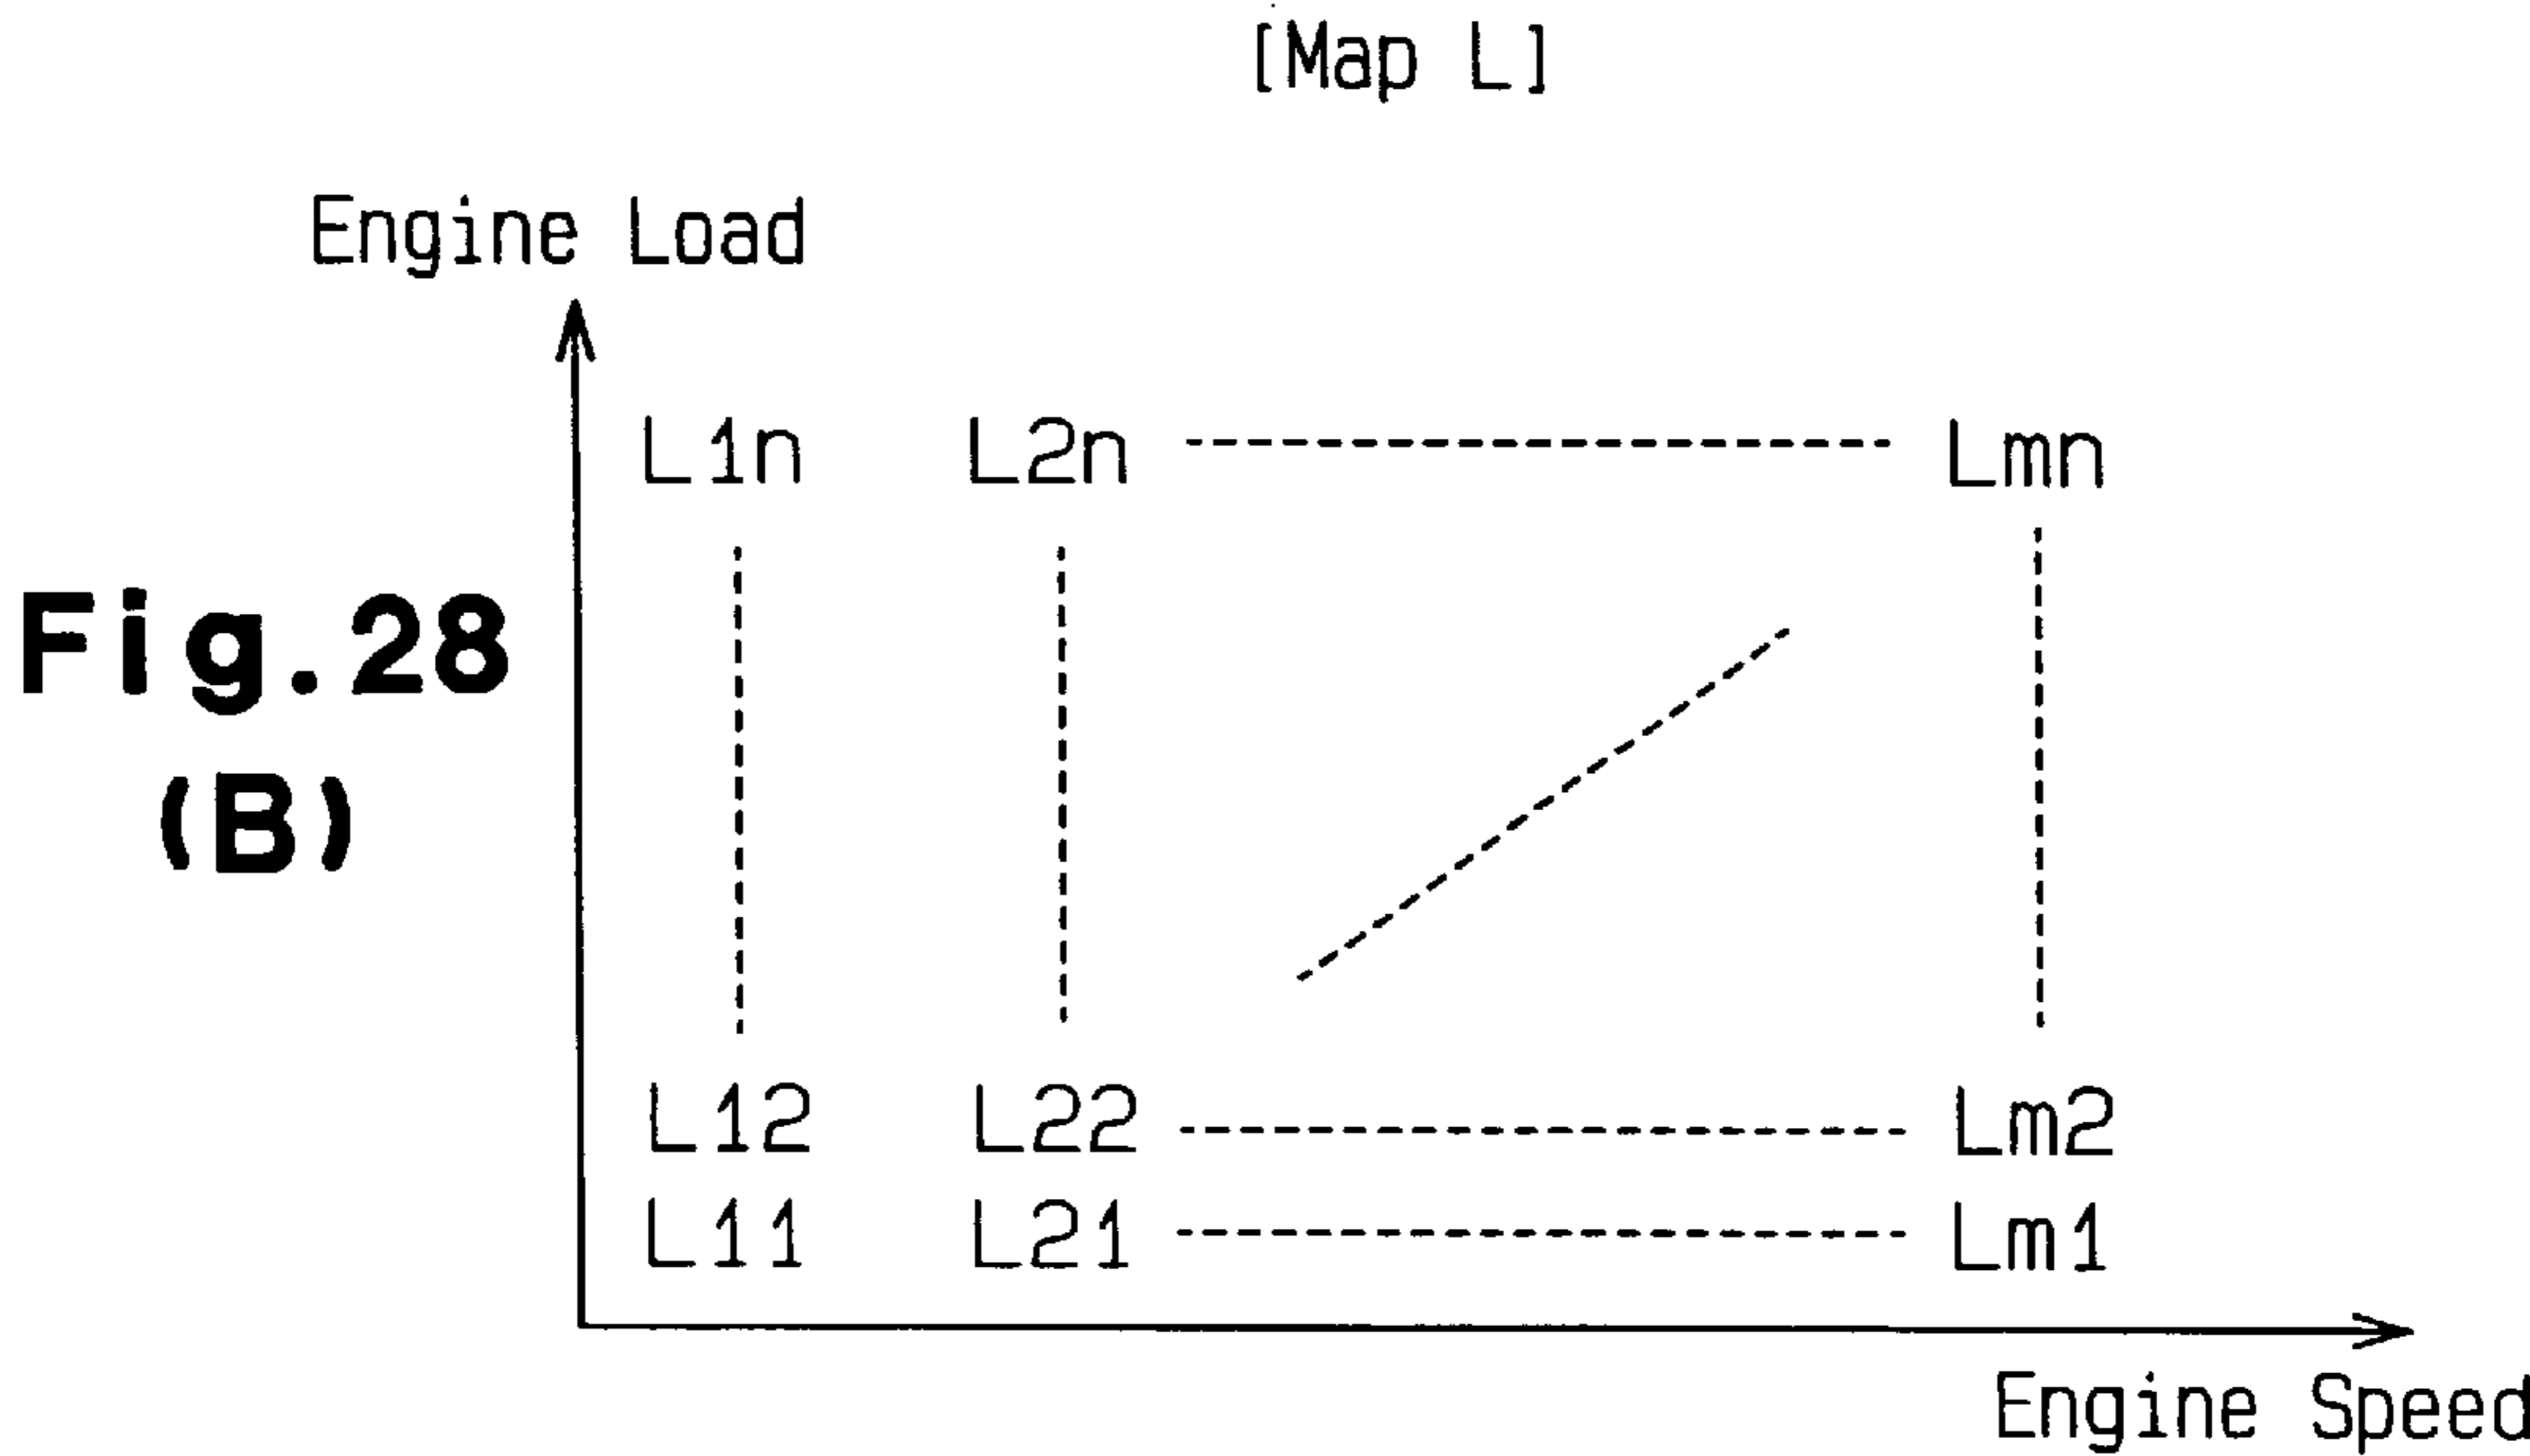 [Map L]
Engine Load
L1n L2n Lmn
Fig.28
(B)
L12 L22 Lm2
L11 L21 Lm1
Engine Speed